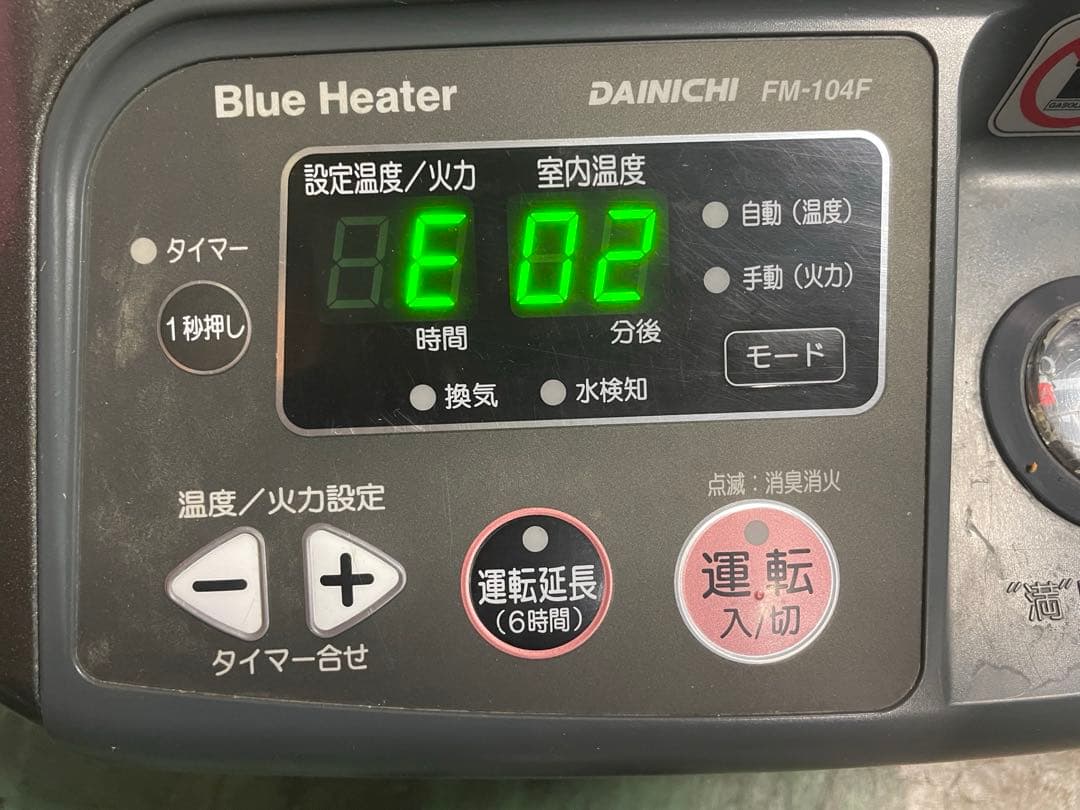 Blue Heater
DAINICHI FM-104F
設定温度／火力
室内温度
E 02
自動（温度）
タイマー
手動（火力）
1秒押し
時間
分後
モード
換気
水検知
温度／火力設定
点滅：消臭消火
－
＋
運転延長
（6時間）
運転
入/切
タイマー合せ
"満"